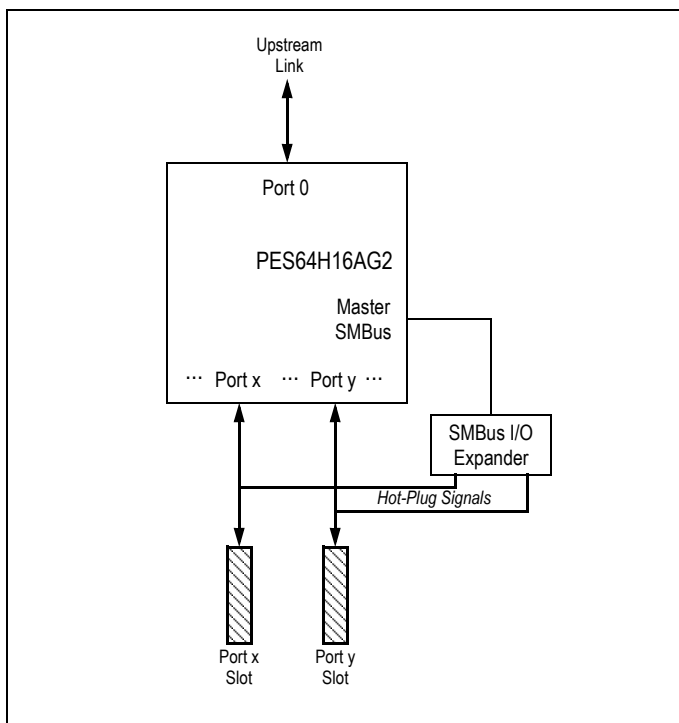 Upstream
Link
Port 0
PES64H16AG2
Master
SMBus
... Port x ... Port y ...
SMBus I/O
Expander
Hot-Plug Signals
Port x
Slot
Port y
Slot